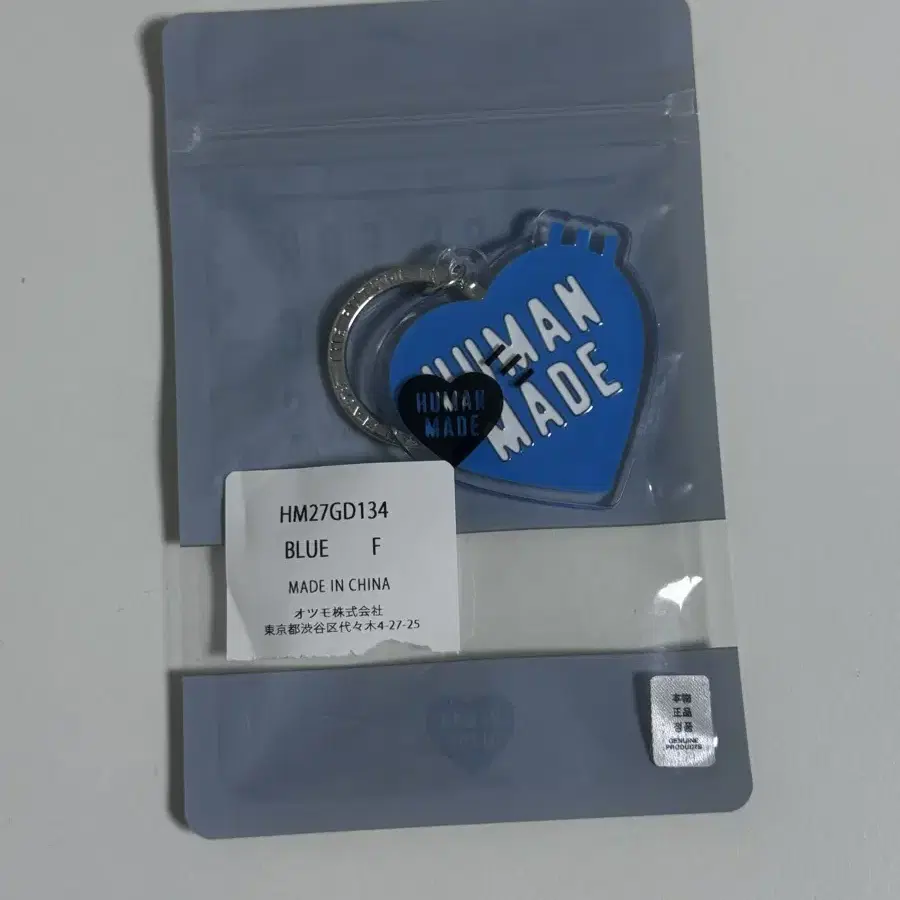 HUMAN
MADE
HUMAN
MADE
HM27GD134
BLUE F
MADE IN CHINA
オツモ株式会社
東京都渋谷区代々木4-27-25
本物
正品
정품
GENUINE
PRODUCTS